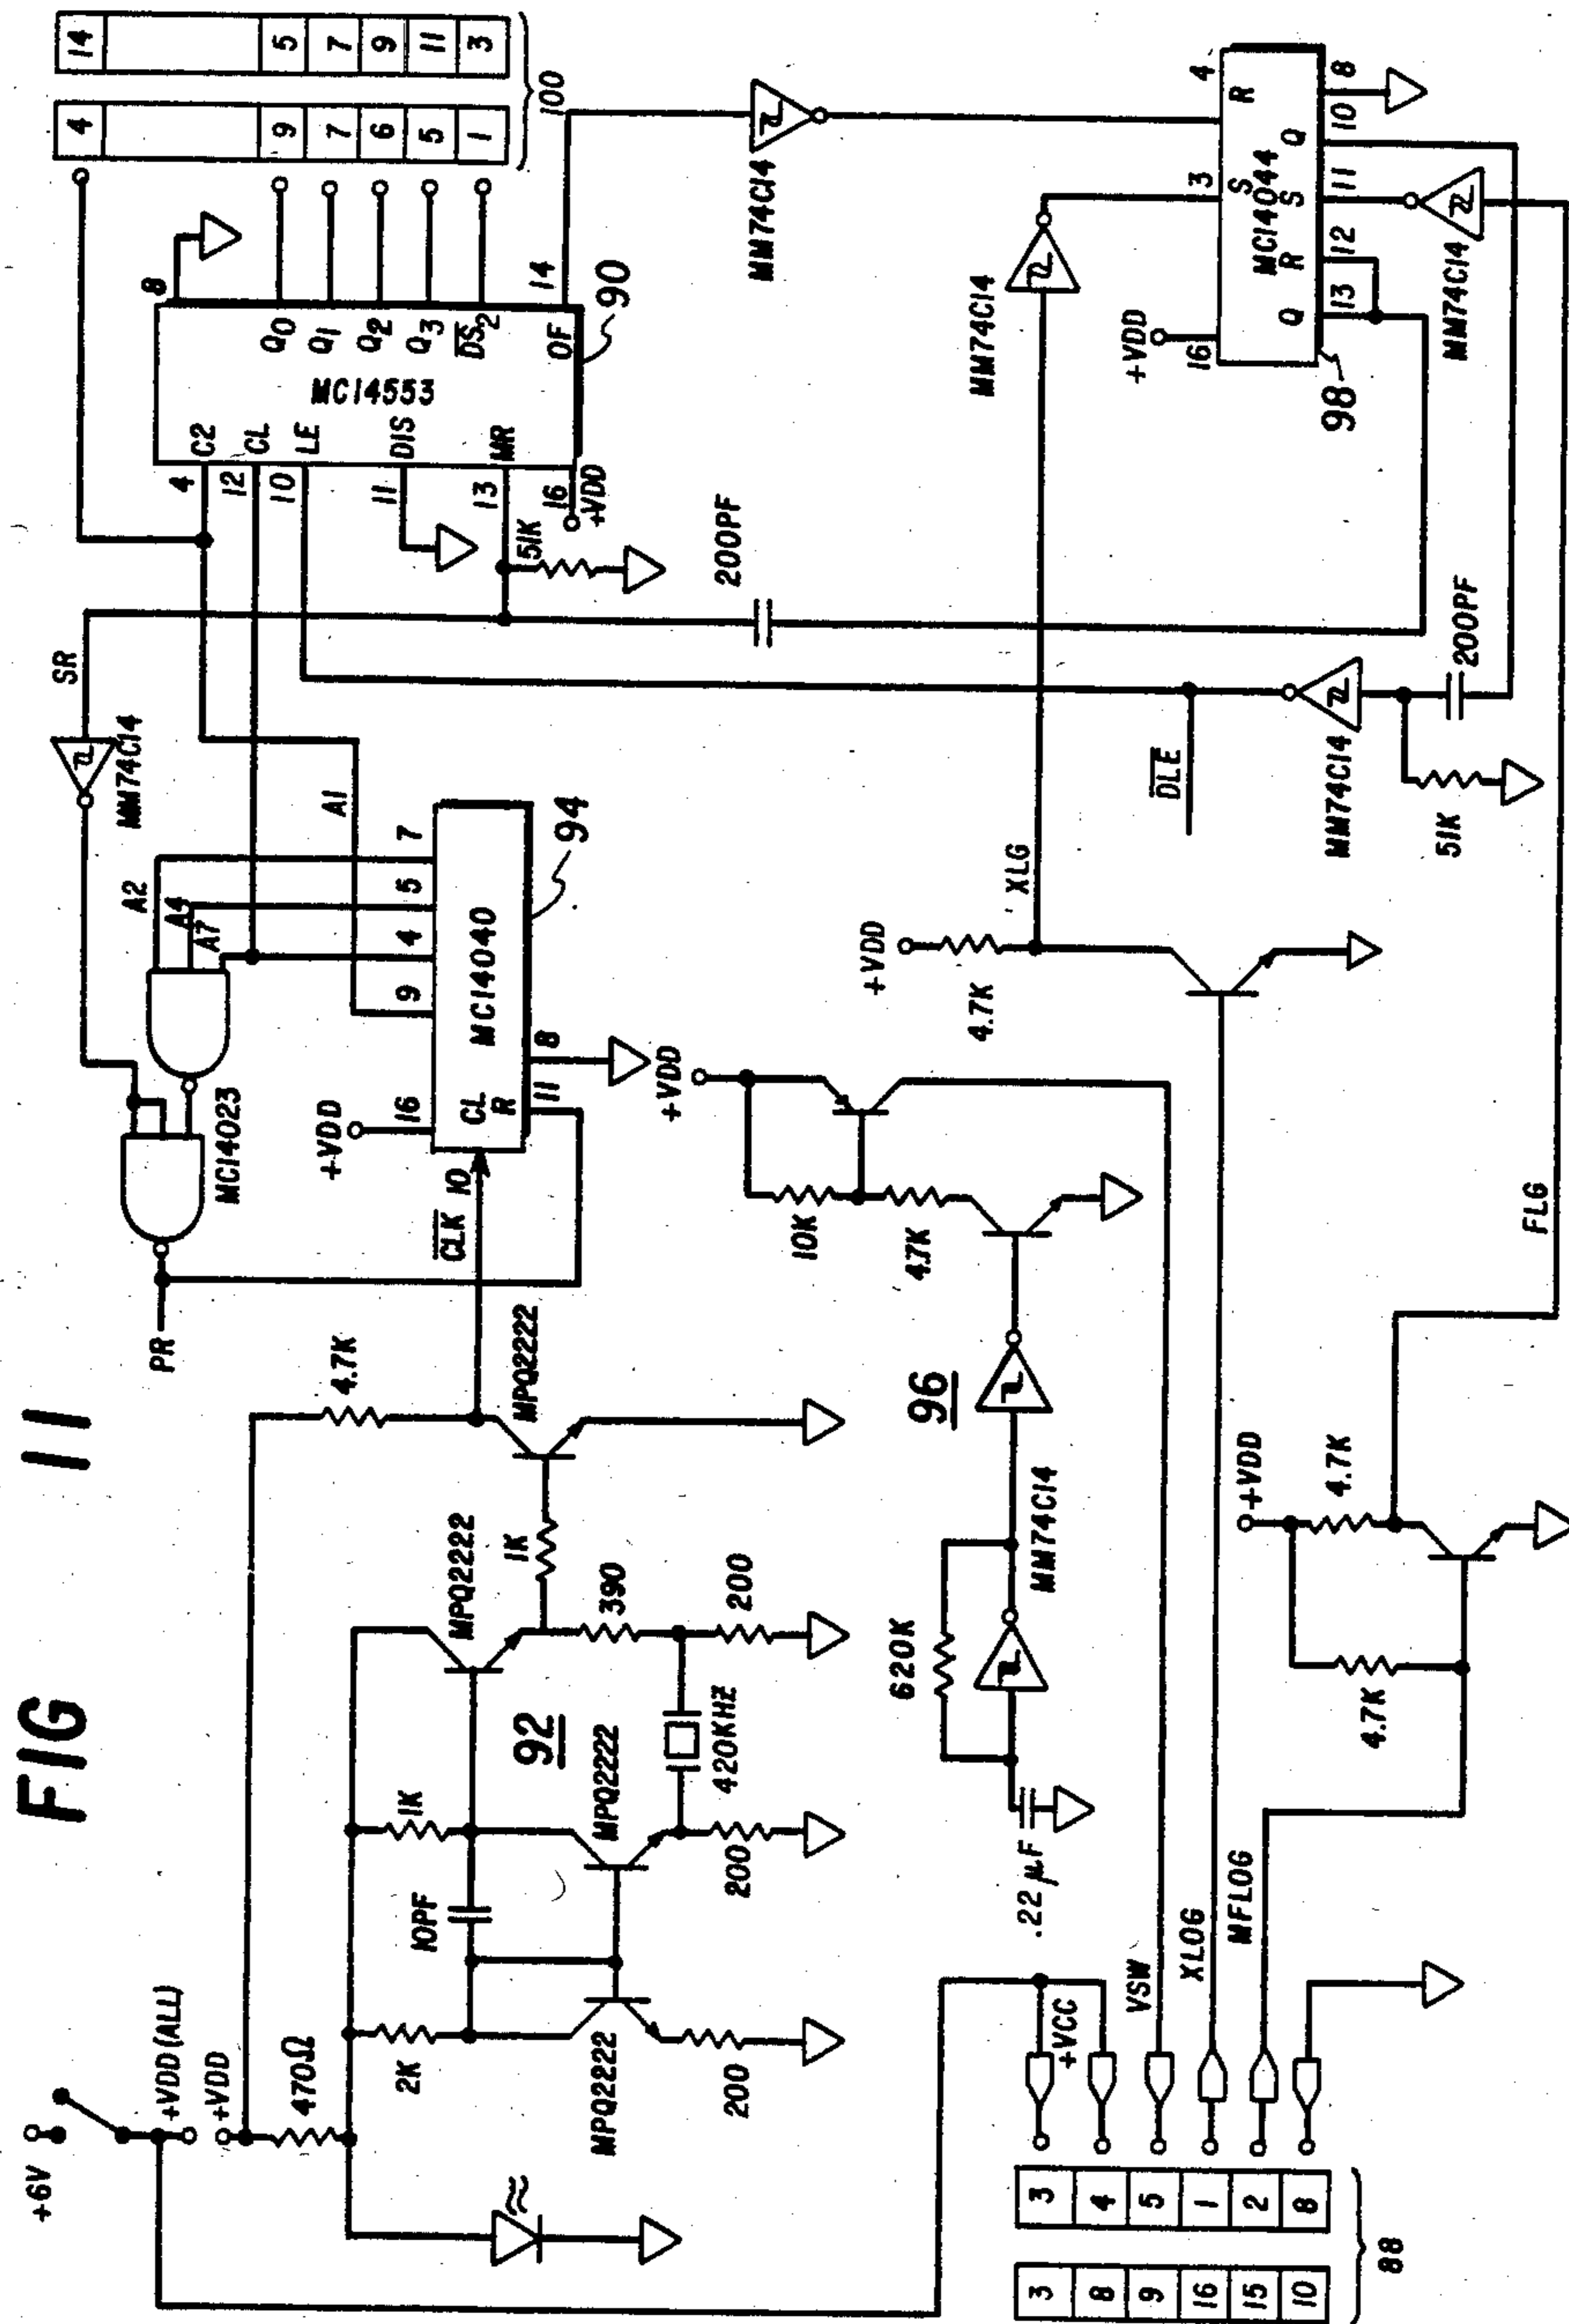 FIG 11
+6V
+VDD (ALL)
+VDD
470Ω
2K
10PF
1K
MPQ2222
MPQ2222
MPQ2222
MPQ2222
92
420KHZ
200
200
200
390
1K
4.7K
PR
MC14023
MM74C14
SR
A2
A4
A7
A1
+VDD
16
CLK 10
CL
R
11
8
MC14040
9
4
5
7
94
4
12
10
11
13
16
+VDD
C2
CL
LE
DIS
MR
MC14553
Q0
Q1
Q2
Q3
DS2
OF
8
14
90
51K
200PF
4
9
7
6
5
1
14
5
7
9
11
3
100
MM74C14
MM74C14
+VDD
16
3
4
S
R
MC14044
Q
R
S
Q
13
12
11
10
8
98
MM74C14
200PF
MM74C14
51K
DLE
XLG
+VDD
4.7K
+VDD
10K
4.7K
96
MM74C14
620K
.22 µF
+VDD
4.7K
4.7K
FLG
+VCC
VSW
XLOG
MFLOG
3
4
5
1
2
8
3
8
9
16
15
10
88